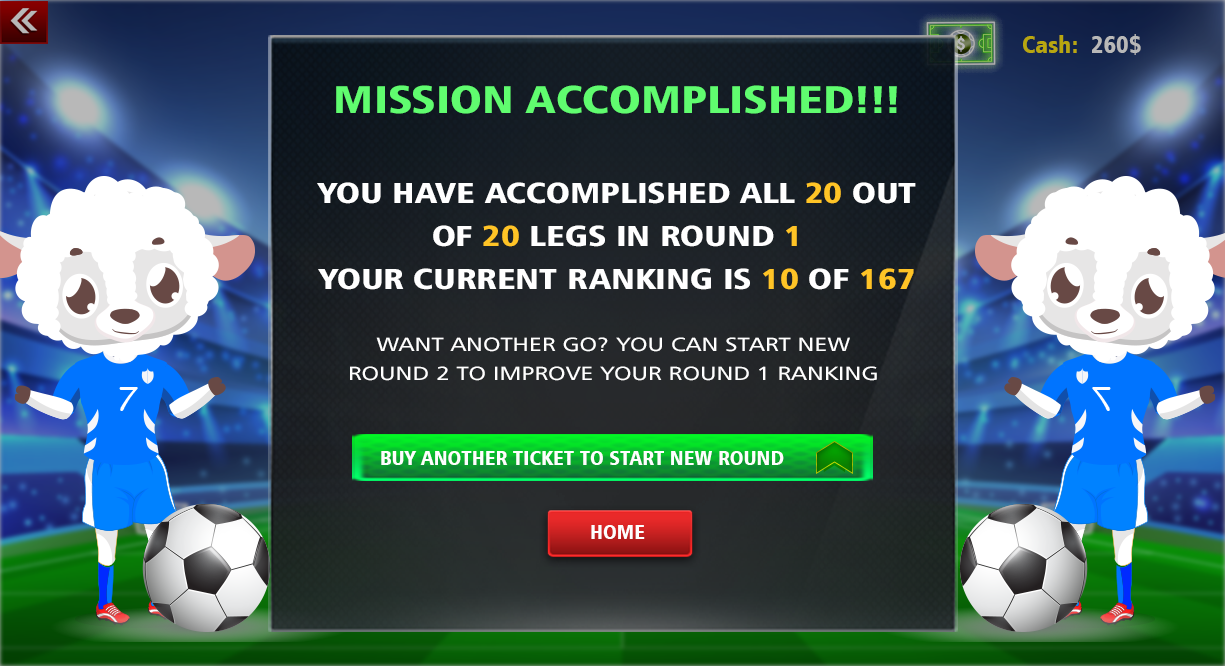 Cash: 260$
MISSION ACCOMPLISHED!!!
YOU HAVE ACCOMPLISHED ALL 20 OUT
OF 20 LEGS IN ROUND 1
YOUR CURRENT RANKING IS 10 OF 167
WANT ANOTHER GO? YOU CAN START NEW
ROUND 2 TO IMPROVE YOUR ROUND 1 RANKING
BUY ANOTHER TICKET TO START NEW ROUND
HOME
7
7
$